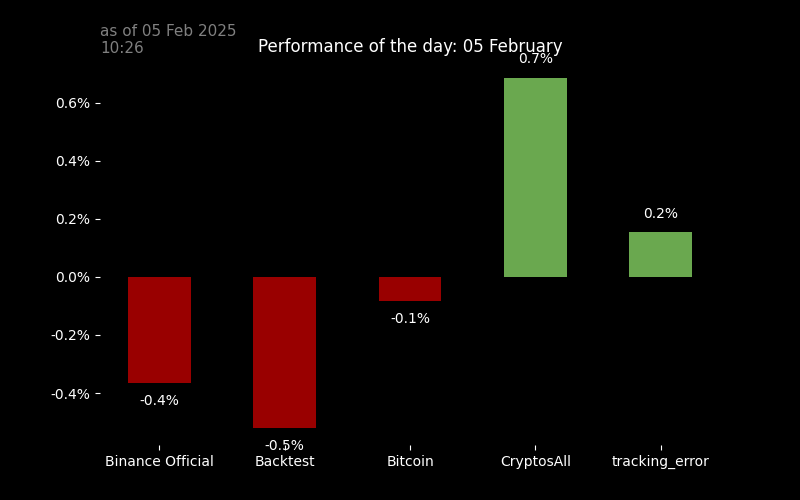 as of 05 Feb 2025
10:26
Performance of the day: 05 February
0.7%
0.6%
0.4%
0.2%
0.2%
0.0%
-0.1%
-0.2%
-0.4%
-0.4%
-0.5%
Binance Official
Backtest
Bitcoin
CryptosAll
tracking_error